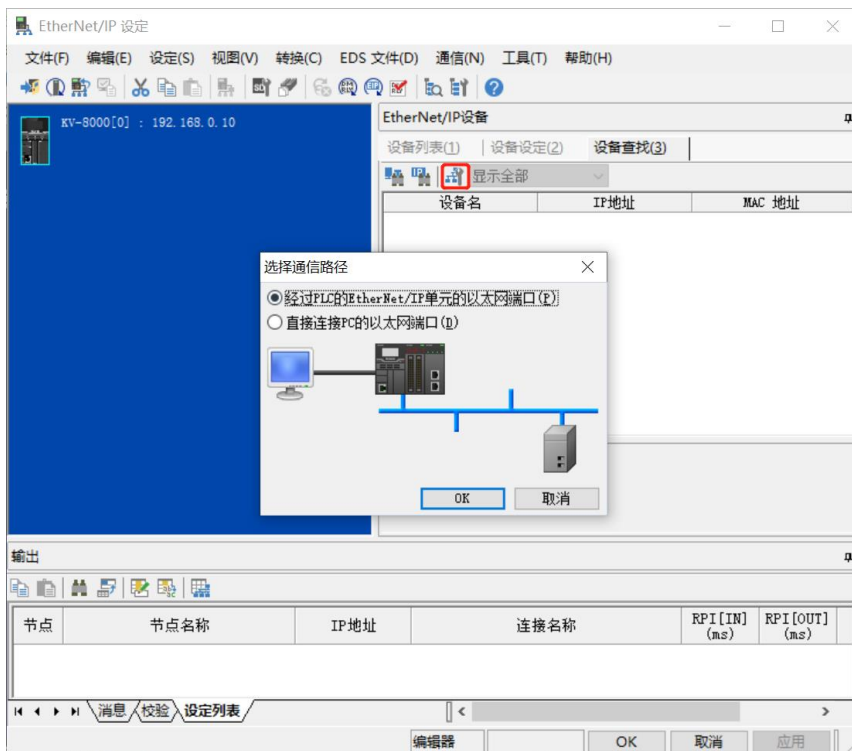 EtherNet/IP 设定
文件(F) 编辑(E) 设定(S) 视图(V) 转换(C) EDS 文件(D) 通信(N) 工具(T) 帮助(H)
KV-8000[0] : 192.168.0.10
EtherNet/IP设备
设备列表(1) 设备设定(2) 设备查找(3)
显示全部
设备名 IP地址 MAC 地址
选择通信路径
经过PLC的EtherNet/IP单元的以太网端口(P)
直接连接PC的以太网端口(D)
OK 取消
输出
节点 节点名称 IP地址 连接名称 RPI[IN] (ms) RPI[OUT] (ms)
消息 校验 设定列表
编辑器 OK 取消 应用